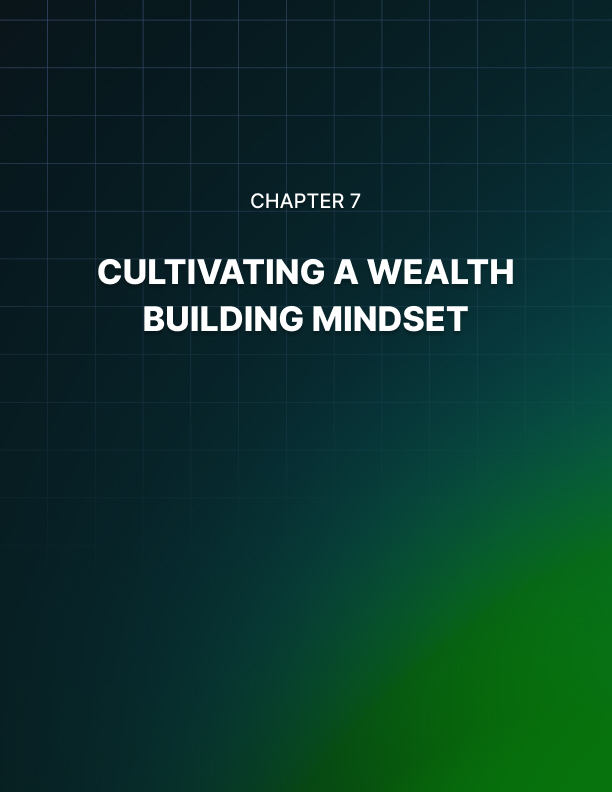 CHAPTER 7
CULTIVATING A WEALTH
BUILDING MINDSET